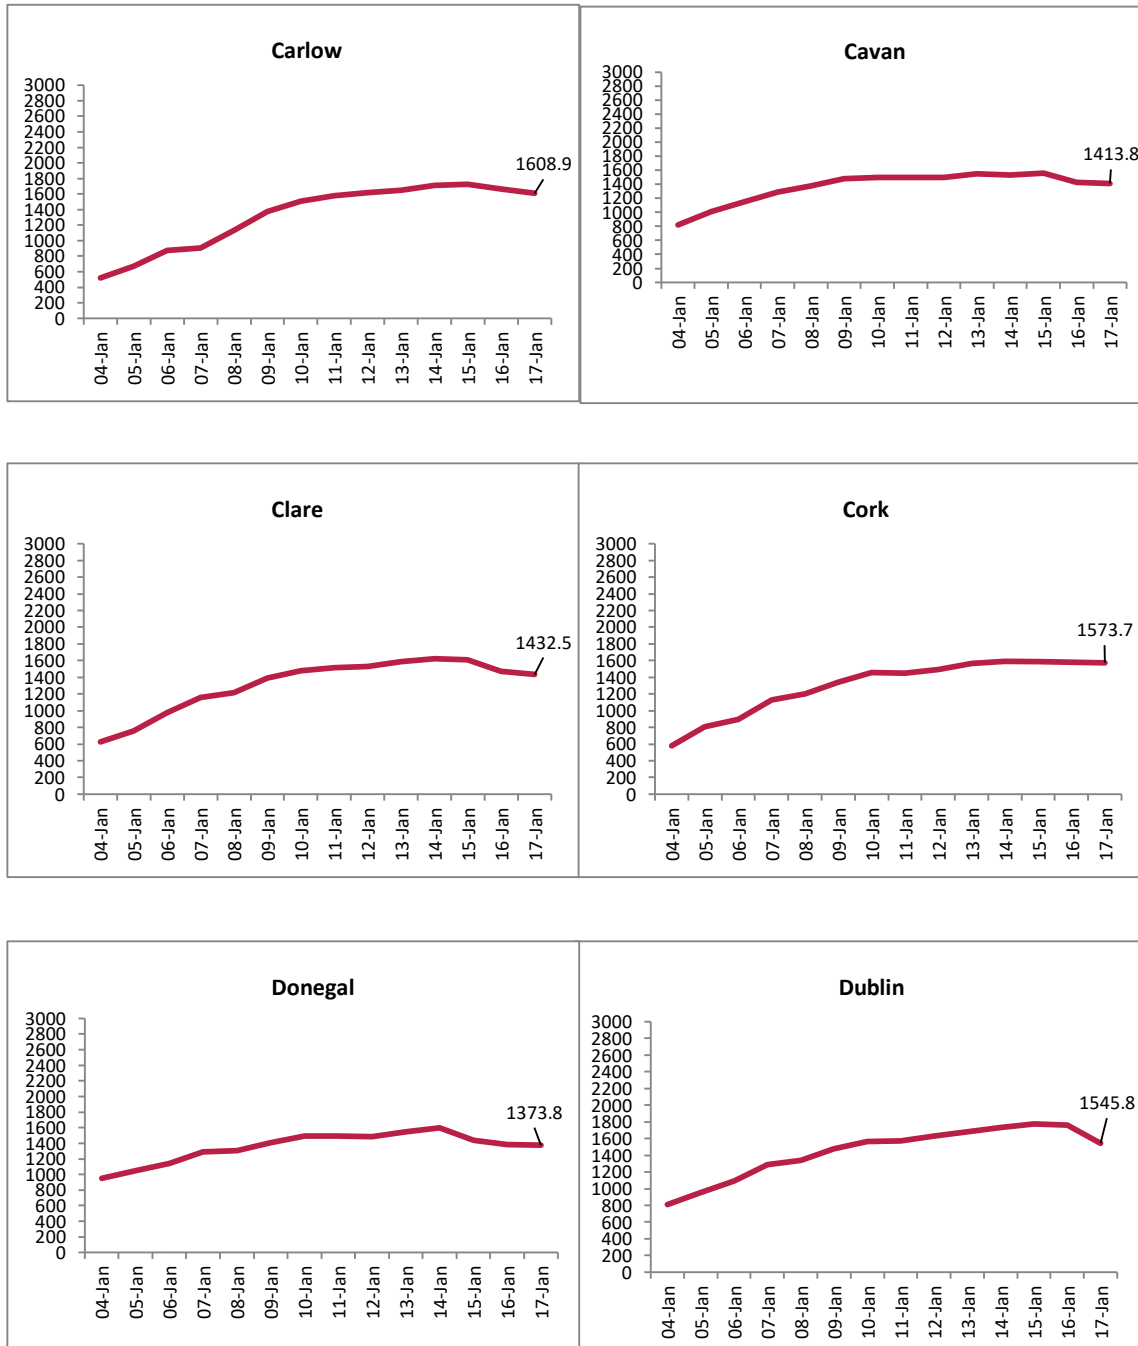 Carlow
3000
2800
2600
2400
2200
2000
1800
1600
1400
1200
1000
800
600
400
200
0
1608.9
04-Jan
05-Jan
06-Jan
07-Jan
08-Jan
09-Jan
10-Jan
11-Jan
12-Jan
13-Jan
14-Jan
15-Jan
16-Jan
17-Jan
Cavan
3000
2800
2600
2400
2200
2000
1800
1600
1400
1200
1000
800
600
400
200
0
1413.8
04-Jan
05-Jan
06-Jan
07-Jan
08-Jan
09-Jan
10-Jan
11-Jan
12-Jan
13-Jan
14-Jan
15-Jan
16-Jan
17-Jan
Clare
3000
2800
2600
2400
2200
2000
1800
1600
1400
1200
1000
800
600
400
200
0
1432.5
04-Jan
05-Jan
06-Jan
07-Jan
08-Jan
09-Jan
10-Jan
11-Jan
12-Jan
13-Jan
14-Jan
15-Jan
16-Jan
17-Jan
Cork
3000
2800
2600
2400
2200
2000
1800
1600
1400
1200
1000
800
600
400
200
0
1573.7
04-Jan
05-Jan
06-Jan
07-Jan
08-Jan
09-Jan
10-Jan
11-Jan
12-Jan
13-Jan
14-Jan
15-Jan
16-Jan
17-Jan
Donegal
3000
2800
2600
2400
2200
2000
1800
1600
1400
1200
1000
800
600
400
200
0
1373.8
04-Jan
05-Jan
06-Jan
07-Jan
08-Jan
09-Jan
10-Jan
11-Jan
12-Jan
13-Jan
14-Jan
15-Jan
16-Jan
17-Jan
Dublin
3000
2800
2600
2400
2200
2000
1800
1600
1400
1200
1000
800
600
400
200
0
1545.8
04-Jan
05-Jan
06-Jan
07-Jan
08-Jan
09-Jan
10-Jan
11-Jan
12-Jan
13-Jan
14-Jan
15-Jan
16-Jan
17-Jan